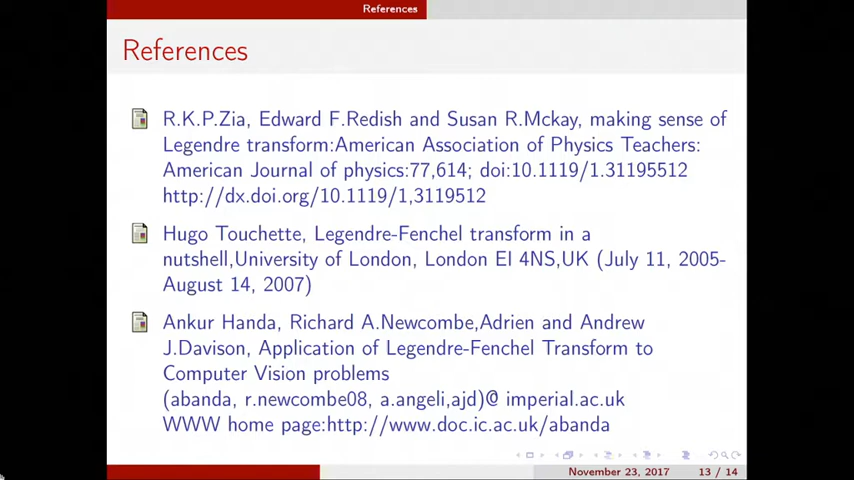 References
References
R.K.P.Zia, Edward F.Redish and Susan R.Mckay, making sense of
Legendre transform:American Association of Physics Teachers:
American Journal of physics:77,614; doi:10.1119/1.31195512
http://dx.doi.org/10.1119/1,3119512
Hugo Touchette, Legendre-Fenchel transform in a
nutshell,University of London, London EI 4NS,UK (July 11, 2005-
August 14, 2007)
Ankur Handa, Richard A.Newcombe,Adrien and Andrew
J.Davison, Application of Legendre-Fenchel Transform to
Computer Vision problems
(abanda, r.newcombe08, a.angeli,ajd)@ imperial.ac.uk
WWW home page:http://www.doc.ic.ac.uk/abanda
November 23, 2017 13 / 14